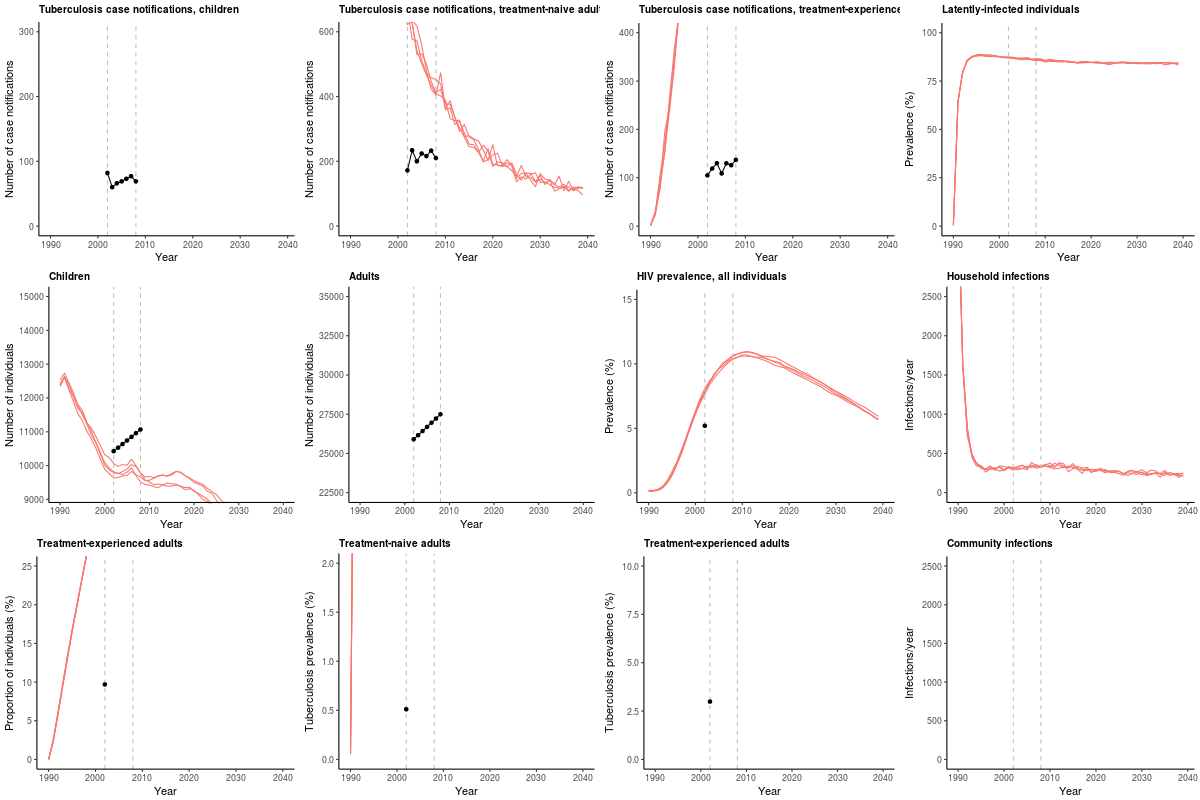 Tuberculosis case notifications, children
Number of case notifications
300
200
100
0
1990 2000 2010 2020 2030 2040
Year
Tuberculosis case notifications, treatment-naive adul
Number of case notifications
600
400
200
0
1990 2000 2010 2020 2030 2040
Year
Tuberculosis case notifications, treatment-experience
Number of case notifications
400
300
200
100
0
1990 2000 2010 2020 2030 2040
Year
Latently-infected individuals
Prevalence (%)
100
75
50
25
0
1990 2000 2010 2020 2030 2040
Year
Children
Number of individuals
15000
14000
13000
12000
11000
10000
9000
1990 2000 2010 2020 2030 2040
Year
Adults
Number of individuals
35000
32500
30000
27500
25000
22500
1990 2000 2010 2020 2030 2040
Year
HIV prevalence, all individuals
Prevalence (%)
15
10
5
0
1990 2000 2010 2020 2030 2040
Year
Household infections
Infections/year
2500
2000
1500
1000
500
0
1990 2000 2010 2020 2030 2040
Year
Treatment-experienced adults
Proportion of individuals (%)
25
20
15
10
5
0
1990 2000 2010 2020 2030 2040
Year
Treatment-naive adults
Tuberculosis prevalence (%)
2.0
1.5
1.0
0.5
0.0
1990 2000 2010 2020 2030 2040
Year
Treatment-experienced adults
Tuberculosis prevalence (%)
10.0
7.5
5.0
2.5
0.0
1990 2000 2010 2020 2030 2040
Year
Community infections
Infections/year
2500
2000
1500
1000
500
0
1990 2000 2010 2020 2030 2040
Year